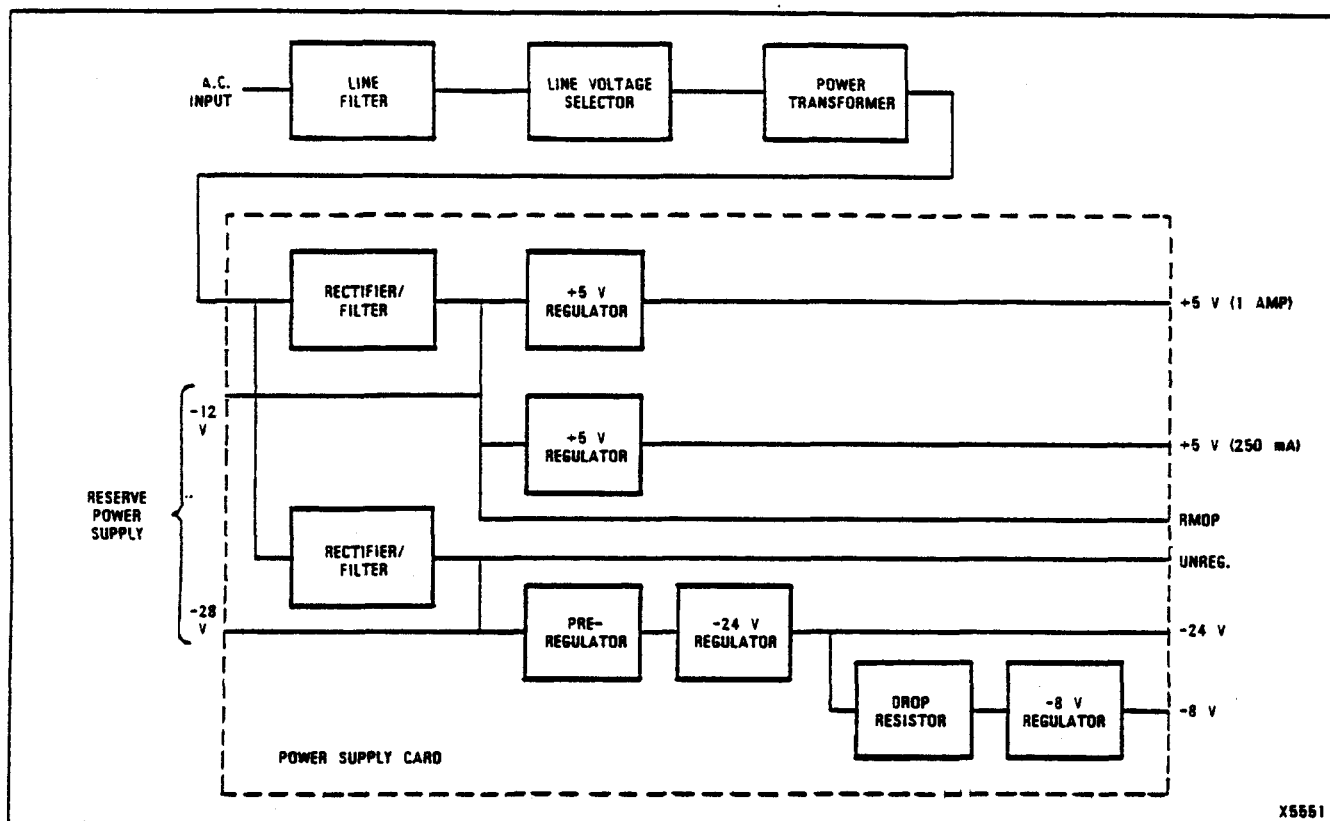 A.C.
INPUT
LINE
FILTER
LINE VOLTAGE
SELECTOR
POWER
TRANSFORMER
RECTIFIER/
FILTER
+5 V
REGULATOR
+5 V (1 AMP)
-12
V
+5 V
REGULATOR
+5 V (250 mA)
RESERVE
POWER
SUPPLY
RMOP
RECTIFIER/
FILTER
UNREG.
-28
V
PRE-
REGULATOR
-24 V
REGULATOR
-24 V
DROP
RESISTOR
-8 V
REGULATOR
-8 V
POWER SUPPLY CARD
X5551